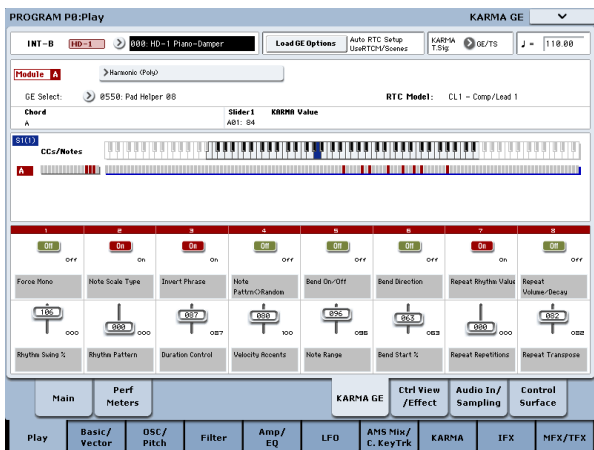 PROGRAM P0:Play KARMA GE
INT-B HD-1 000: HD-1 Piano-Damper Load GE Options Auto RTC Setup KARMA GE/TS ♩ = 110.00
UseRTCM/Scenes T.Sig:
Module A Harmonic (Poly)
GE Select: 0550: Pad Helper 08 RTC Model: CL1 - Comp/Lead 1
Chord Slider1 KARMA Value
A A01: 84
S1(1)
CCs/Notes
A
1 2 3 4 5 6 7 8
Off On On Off Off Off On Off
Off On On Off Off Off On Off
Force Mono Note Scale Type Invert Phrase Note Bend On/Off Bend Direction Repeat Rhythm Value Repeat
Pattrn<>Random Volume/Decay
106 000 087 080 096 063 000 082
000 000 087 100 096 063 000 082
Rhythm Swing % Rhythm Pattern Duration Control Velocity Accents Note Range Bend Start % Repeat Repetitions Repeat Transpose
Main Perf KARMA GE Ctrl View Audio In/ Control
Meters /Effect Sampling Surface
Play Basic/ OSC/ Filter Amp/ LFO AMS Mix/ KARMA IFX MFX/TFX
Vector Pitch EQ C.KeyTrk